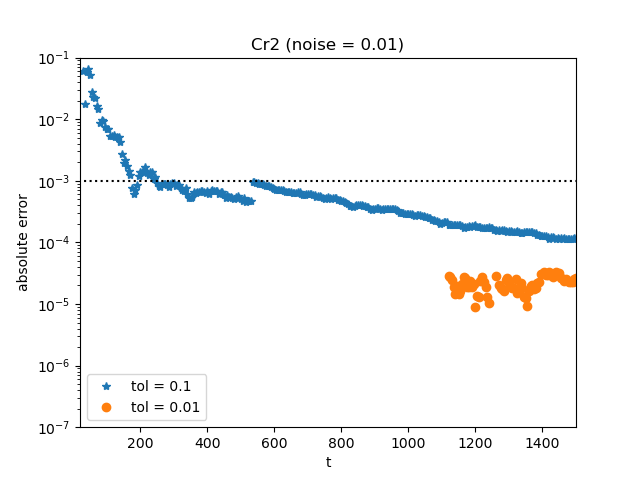 Cr2 (noise = 0.01)
10^-1
10^-2
10^-3
10^-4
10^-5
10^-6
10^-7
absolute error
tol = 0.1
tol = 0.01
200 400 600 800 1000 1200 1400
t